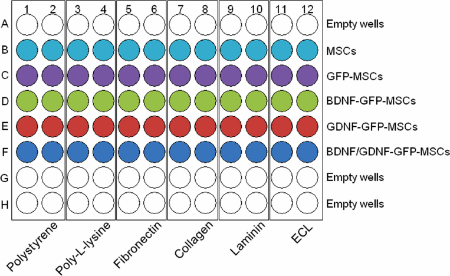 1 2 3 4 5 6 7 8 9 10 11 12
A Empty wells
B MSCs
C GFP-MSCs
D BDNF-GFP-MSCs
E GDNF-GFP-MSCs
F BDNF/GDNF-GFP-MSCs
G Empty wells
H Empty wells
Polystyrene
Poly-L-lysine
Fibronectin
Collagen
Laminin
ECL